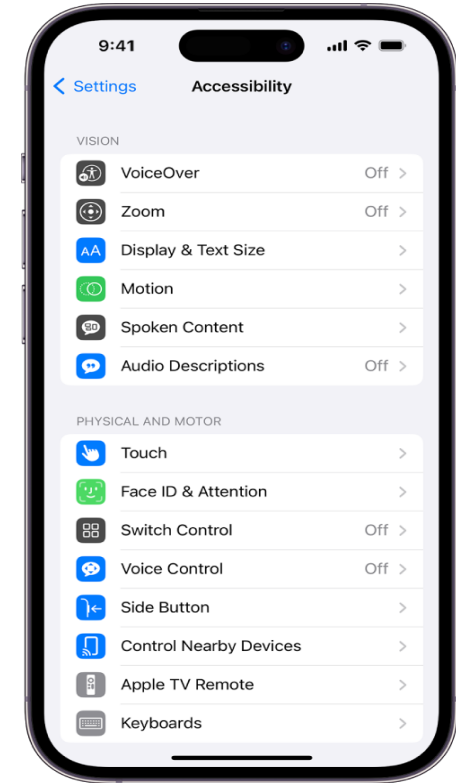 9:41
Settings
Accessibility
VISION
VoiceOver Off
Zoom Off
AA Display & Text Size
Motion
Spoken Content
Audio Descriptions Off
PHYSICAL AND MOTOR
Touch
Face ID & Attention
Switch Control Off
Voice Control Off
Side Button
Control Nearby Devices
Apple TV Remote
Keyboards